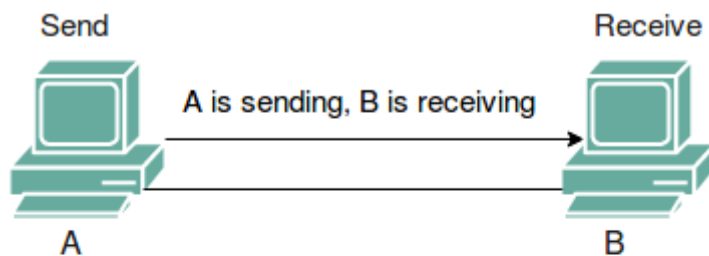 Send
Receive
A is sending, B is receiving
A
B